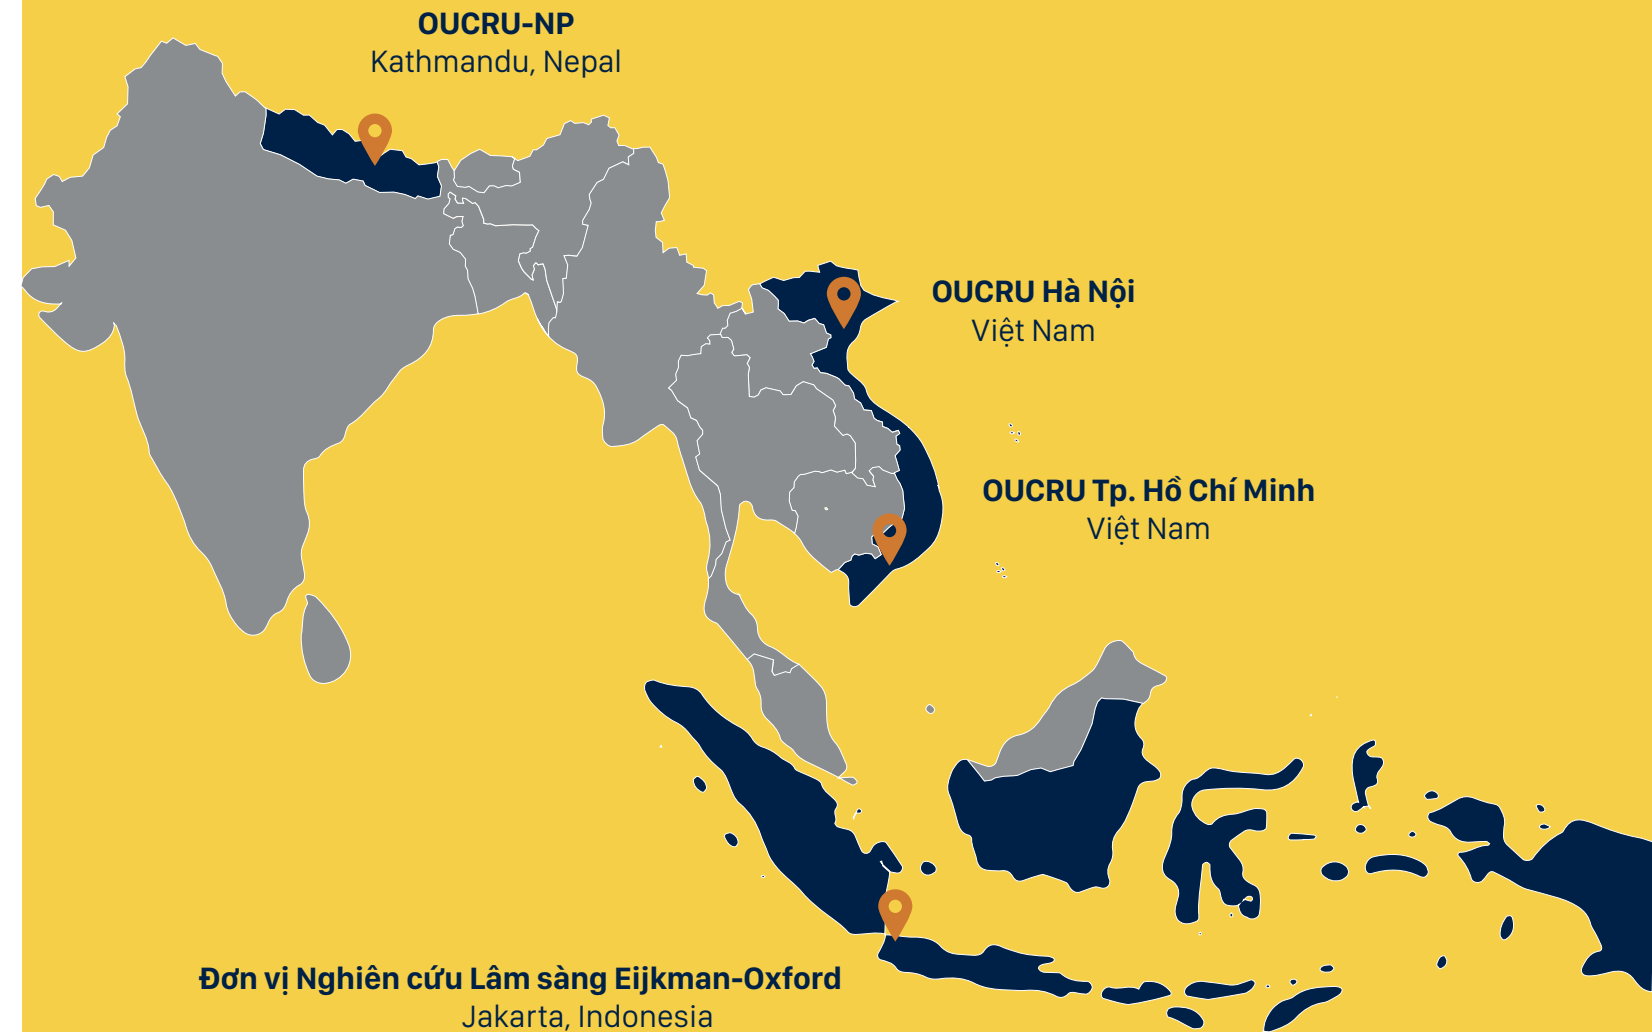 OUCRU-NP
Kathmandu, Nepal
OUCRU Hà Nội
Việt Nam
OUCRU Tp. Hồ Chí Minh
Việt Nam
Đơn vị Nghiên cứu Lâm sàng Eijkman-Oxford
Jakarta, Indonesia